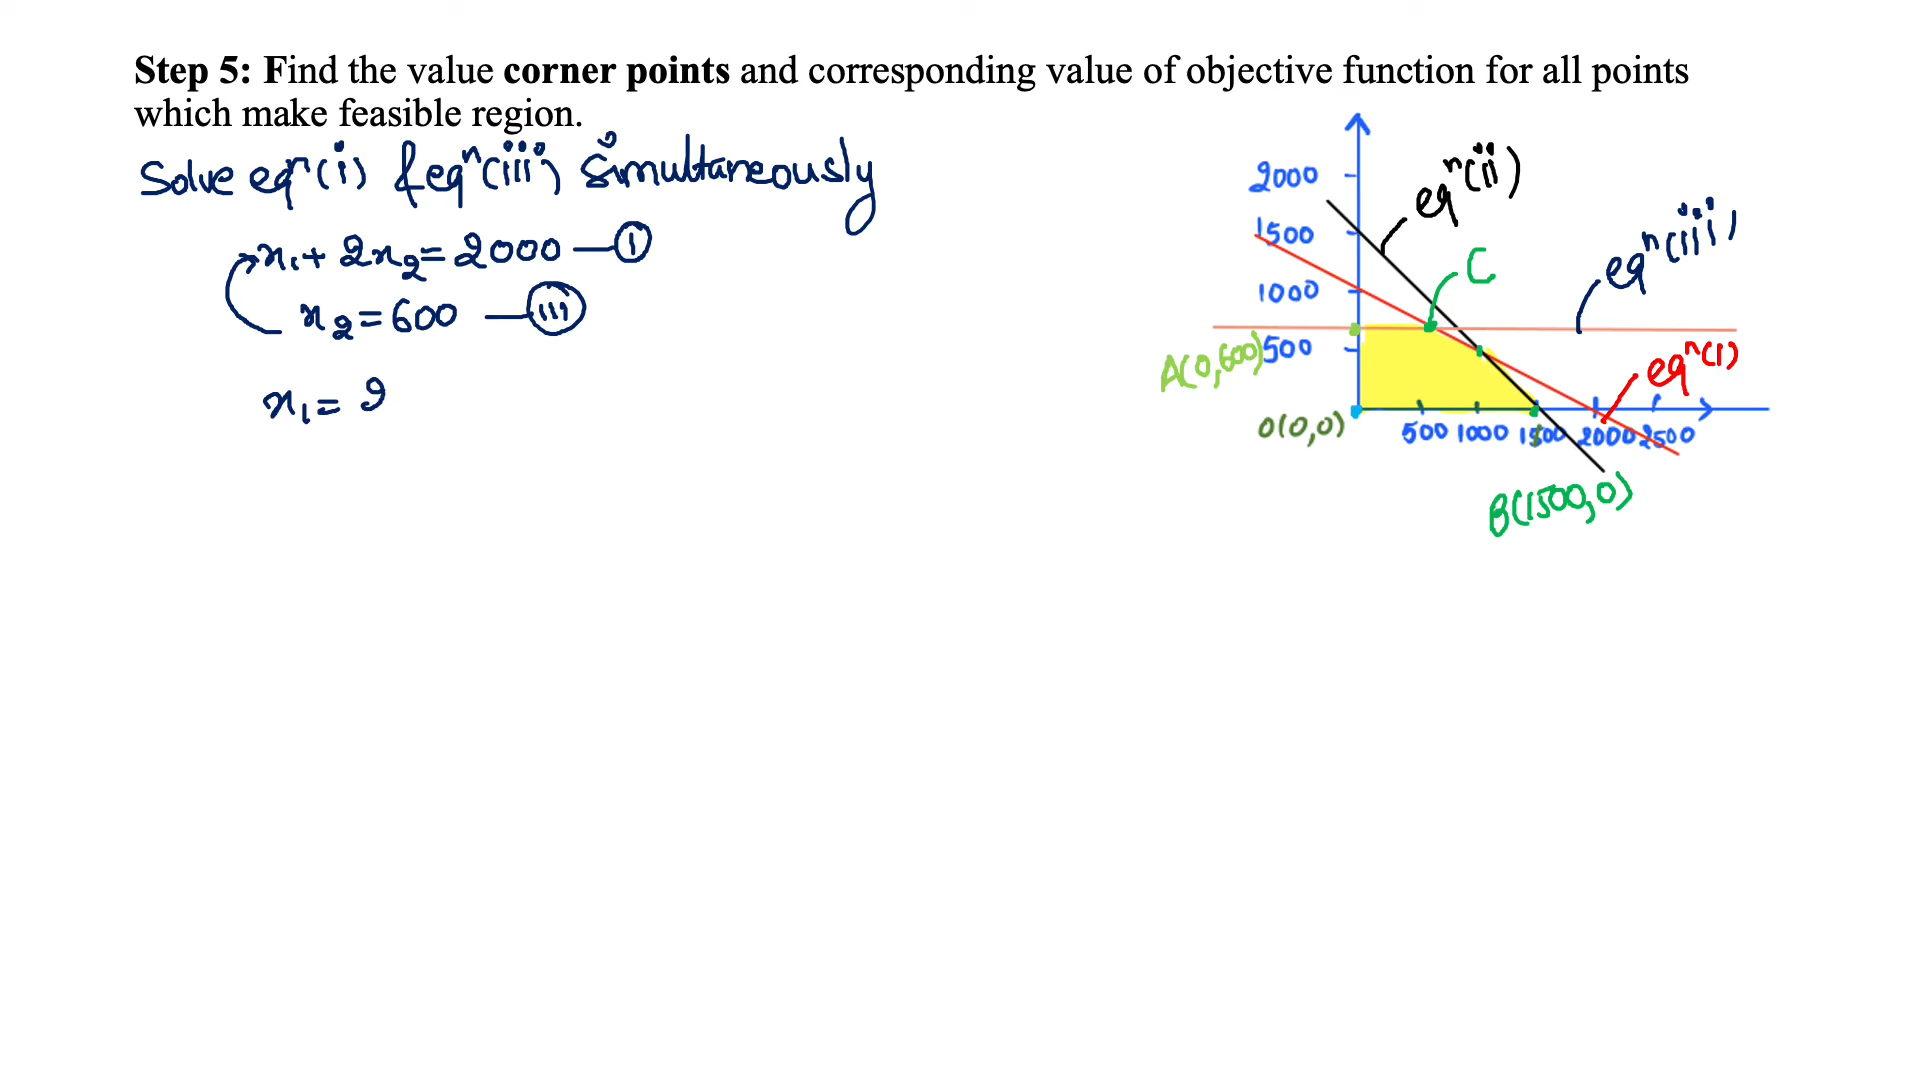 Step 5: Find the value corner points and corresponding value of objective function for all points
which make feasible region.
Solve eqⁿ(i) & eqⁿ(iii) simultaneously
x₁ + 2x₂ = 2000 — (i)
x₂ = 600 — (iii)
x₁ = 2
2000
1500
1000
500
eqⁿ(ii)
eqⁿ(iii)
C
A(0,600)
eqⁿ(i)
O(0,0)
500 1000 1500 2000 2500
B(1500,0)